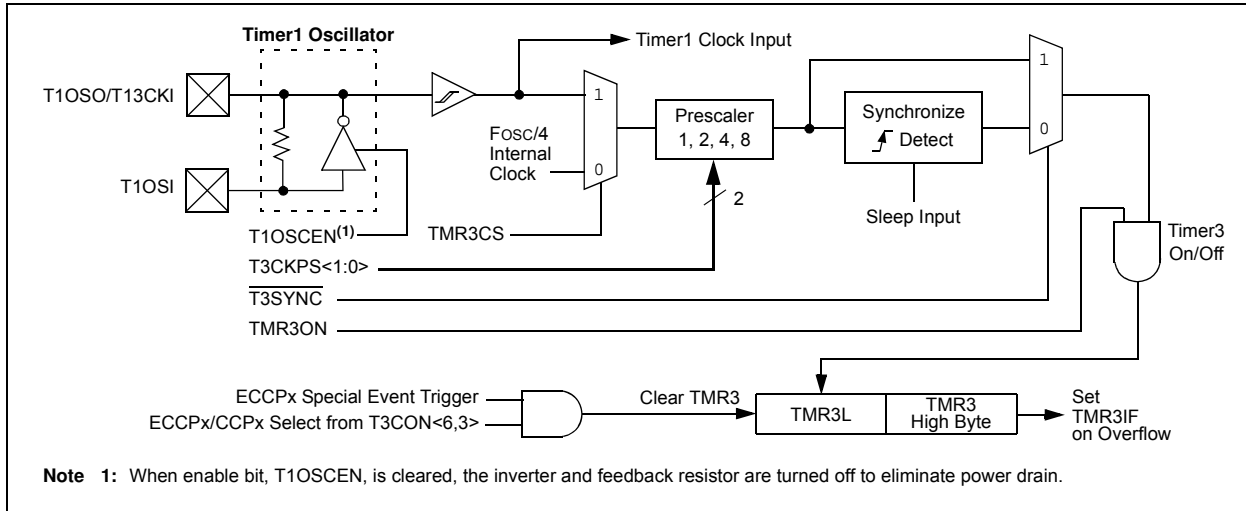 Timer1 Oscillator
Timer1 Clock Input
T1OSO/T13CKI
T1OSI
1
0
FOSC/4
Internal
Clock
Prescaler
1, 2, 4, 8
2
Synchronize
Detect
1
0
Sleep Input
T1OSCEN(1)
TMR3CS
T3CKPS<1:0>
T3SYNC
TMR3ON
Timer3
On/Off
ECCPx Special Event Trigger
ECCPx/CCPx Select from T3CON<6,3>
Clear TMR3
TMR3L
TMR3
High Byte
Set
TMR3IF
on Overflow
Note 1: When enable bit, T1OSCEN, is cleared, the inverter and feedback resistor are turned off to eliminate power drain.